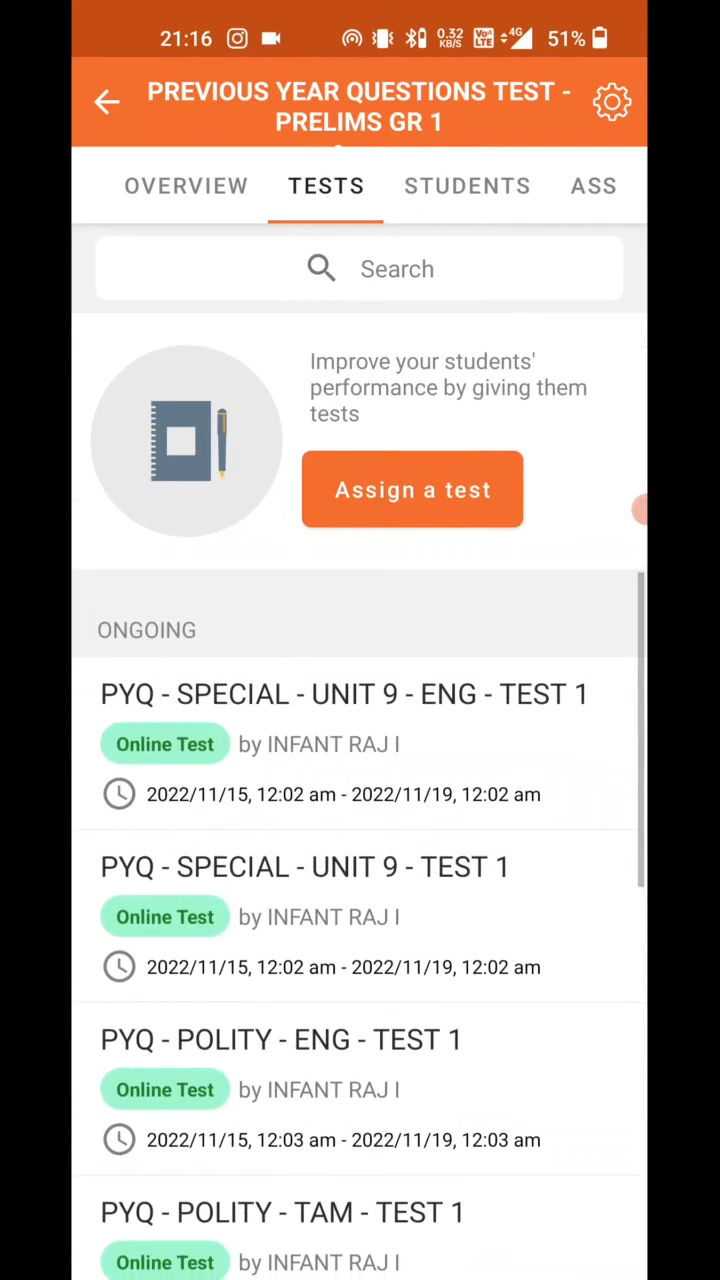 21:16 0.32 KB/S Vo LTE 4G 51%
PREVIOUS YEAR QUESTIONS TEST -
PRELIMS GR 1
OVERVIEW TESTS STUDENTS ASS
Search
Improve your students'
performance by giving them
tests
Assign a test
ONGOING
PYQ - SPECIAL - UNIT 9 - ENG - TEST 1
Online Test by INFANT RAJ I
2022/11/15, 12:02 am - 2022/11/19, 12:02 am
PYQ - SPECIAL - UNIT 9 - TEST 1
Online Test by INFANT RAJ I
2022/11/15, 12:02 am - 2022/11/19, 12:02 am
PYQ - POLITY - ENG - TEST 1
Online Test by INFANT RAJ I
2022/11/15, 12:03 am - 2022/11/19, 12:03 am
PYQ - POLITY - TAM - TEST 1
Online Test by INFANT RAJ I